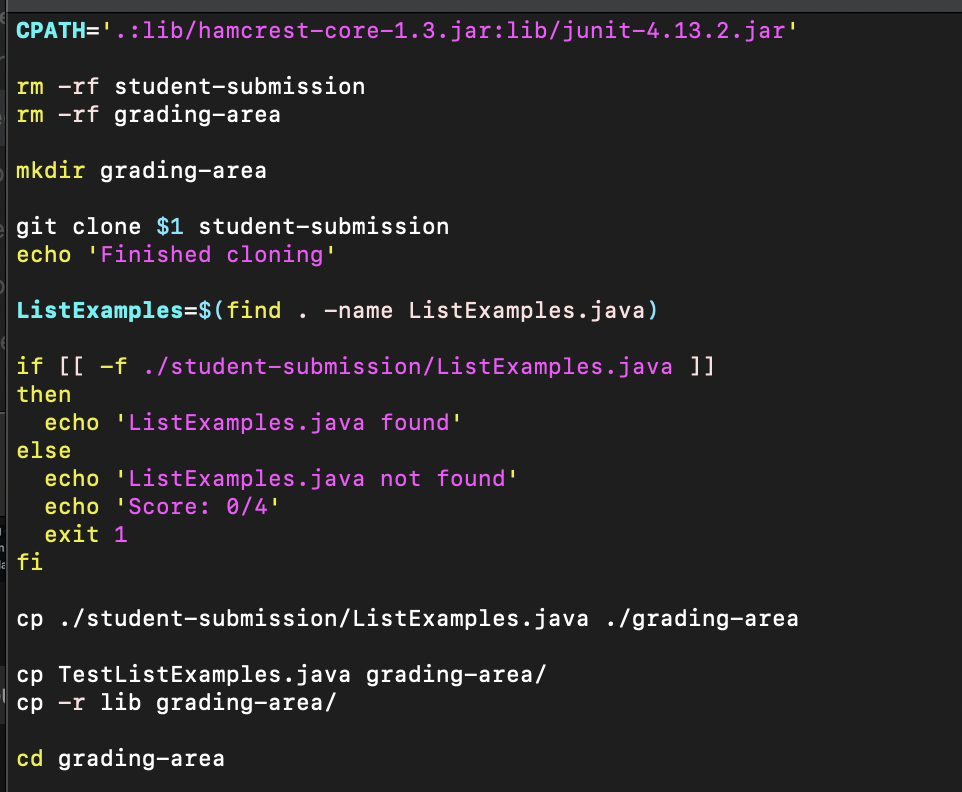 CPATH='.:lib/hamcrest-core-1.3.jar:lib/junit-4.13.2.jar'
rm -rf student-submission
rm -rf grading-area
mkdir grading-area
git clone $1 student-submission
echo 'Finished cloning'
ListExamples=$(find . -name ListExamples.java)
if [[ -f ./student-submission/ListExamples.java ]]
then
  echo 'ListExamples.java found'
else
  echo 'ListExamples.java not found'
  echo 'Score: 0/4'
  exit 1
fi
cp ./student-submission/ListExamples.java ./grading-area
cp TestListExamples.java grading-area/
cp -r lib grading-area/
cd grading-area